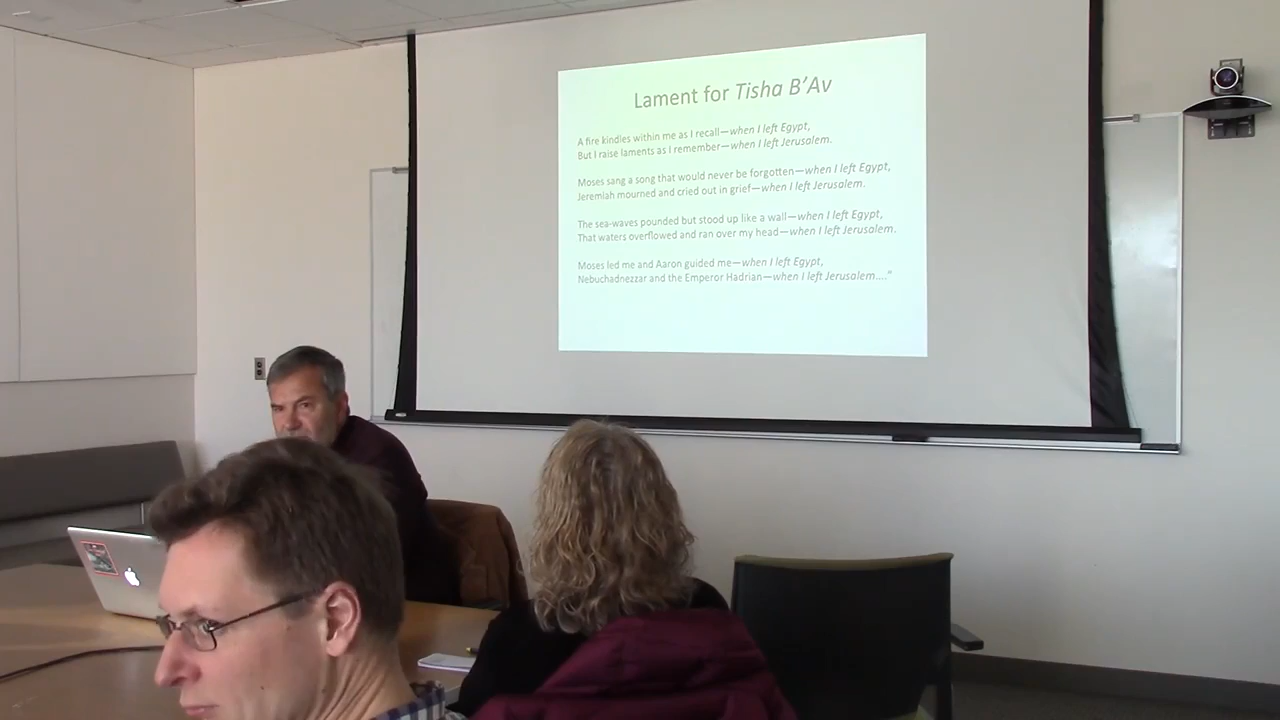 Lament for Tisha B'Av
A fire kindles within me as I recall—when I left Egypt,
But I raise laments as I remember—when I left Jerusalem.
Moses sang a song that would never be forgotten—when I left Egypt,
Jeremiah mourned and cried out in grief—when I left Jerusalem.
The sea-waves pounded but stood up like a wall—when I left Egypt,
That waters overflowed and ran over my head—when I left Jerusalem.
Moses led me and Aaron guided me—when I left Egypt,
Nebuchadnezzar and the Emperor Hadrian—when I left Jerusalem...."